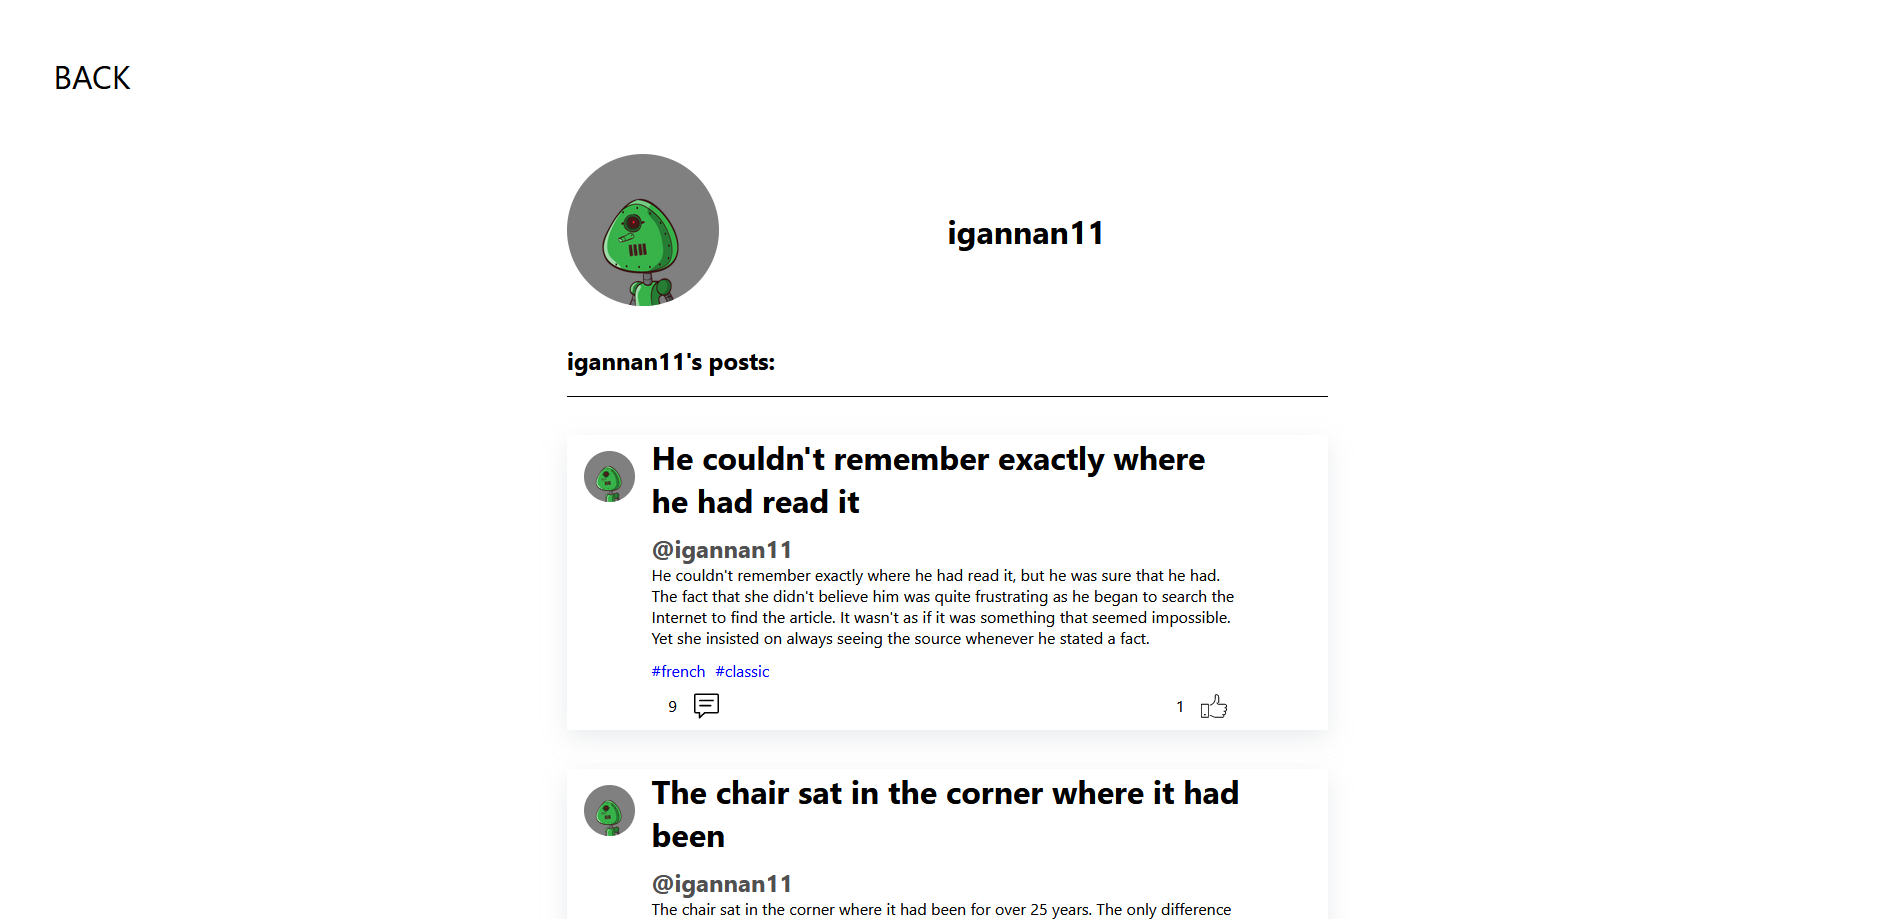 BACK
igannan11
igannan11's posts:
He couldn't remember exactly where
he had read it
@igannan11
He couldn't remember exactly where he had read it, but he was sure that he had.
The fact that she didn't believe him was quite frustrating as he began to search the
Internet to find the article. It wasn't as if it was something that seemed impossible.
Yet she insisted on always seeing the source whenever he stated a fact.
#french #classic
9 1
The chair sat in the corner where it had
been
@igannan11
The chair sat in the corner where it had been for over 25 years. The only difference